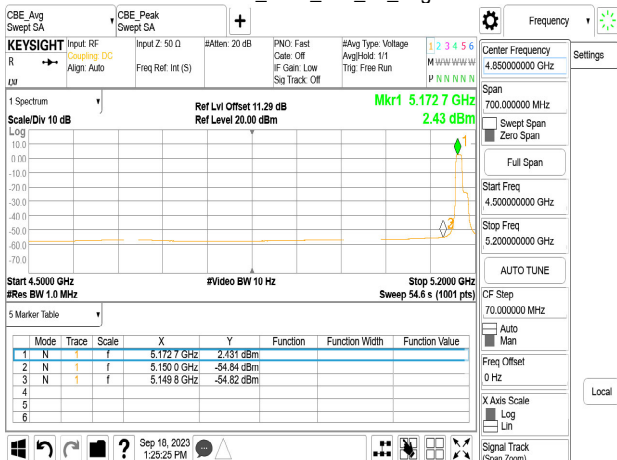 CBE_Avg
Swept SA
CBE_Peak
Swept SA
Frequency
KEYSIGHT
R
Input: RF
Coupling: DC
Align: Auto
Input Z: 50 Ω
Freq Ref: Int (S)
#Atten: 20 dB
PNO: Fast
Gate: Off
IF Gain: Low
Sig Track: Off
#Avg Type: Voltage
Avg|Hold: 1/1
Trig: Free Run
1 2 3 4 5 6
M W W W W W
P N N N N N
Center Frequency
4.850000000 GHz
Settings
Span
700.000000 MHz
Swept Span
Zero Span
Full Span
Start Freq
4.500000000 GHz
Stop Freq
5.200000000 GHz
AUTO TUNE
CF Step
70.000000 MHz
Auto
Man
Freq Offset
0 Hz
X Axis Scale
Log
Lin
Signal Track
(Span Zoom)
Local
1 Spectrum
Scale/Div 10 dB
Ref Lvl Offset 11.29 dB
Ref Level 20.00 dBm
Mkr1 5.172 7 GHz
2.43 dBm
Log
10.0
0.00
-10.0
-20.0
-30.0
-40.0
-50.0
-60.0
-70.0
1
3
Start 4.5000 GHz
#Res BW 1.0 MHz
#Video BW 10 Hz
Stop 5.2000 GHz
Sweep 54.6 s (1001 pts)
5 Marker Table
Mode Trace Scale X Y Function Function Width Function Value
1 N 1 f 5.172 7 GHz 2.431 dBm
2 N 1 f 5.150 0 GHz -54.84 dBm
3 N 1 f 5.149 8 GHz -54.82 dBm
4
5
6
?
Sep 18, 2023
1:25:25 PM